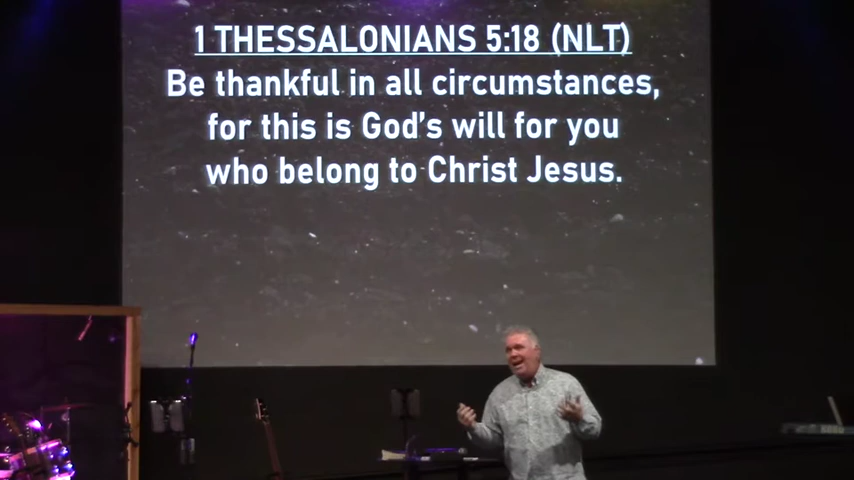 1 THESSALONIANS 5:18 (NLT)
Be thankful in all circumstances,
for this is God's will for you
who belong to Christ Jesus.